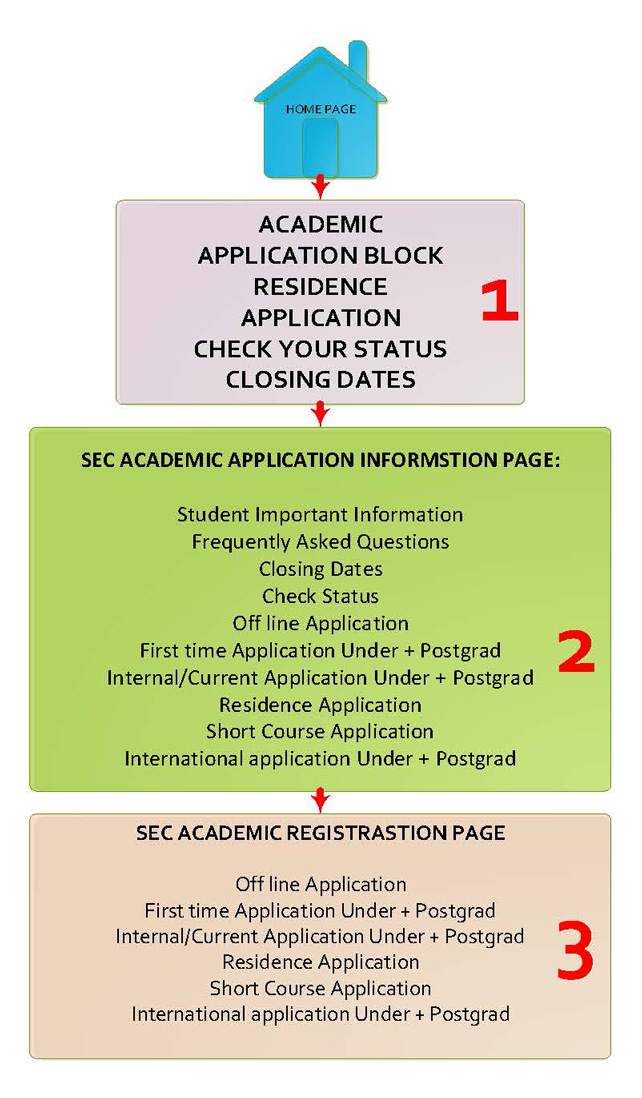 HOME PAGE
ACADEMIC
APPLICATION BLOCK
RESIDENCE
APPLICATION
CHECK YOUR STATUS
CLOSING DATES
1
SEC ACADEMIC APPLICATION INFORMSTION PAGE:
Student Important Information
Frequently Asked Questions
Closing Dates
Check Status
Off line Application
First time Application Under + Postgrad
Internal/Current Application Under + Postgrad
Residence Application
Short Course Application
International application Under + Postgrad
2
SEC ACADEMIC REGISTRASTION PAGE
Off line Application
First time Application Under + Postgrad
Internal/Current Application Under + Postgrad
Residence Application
Short Course Application
International application Under + Postgrad
3